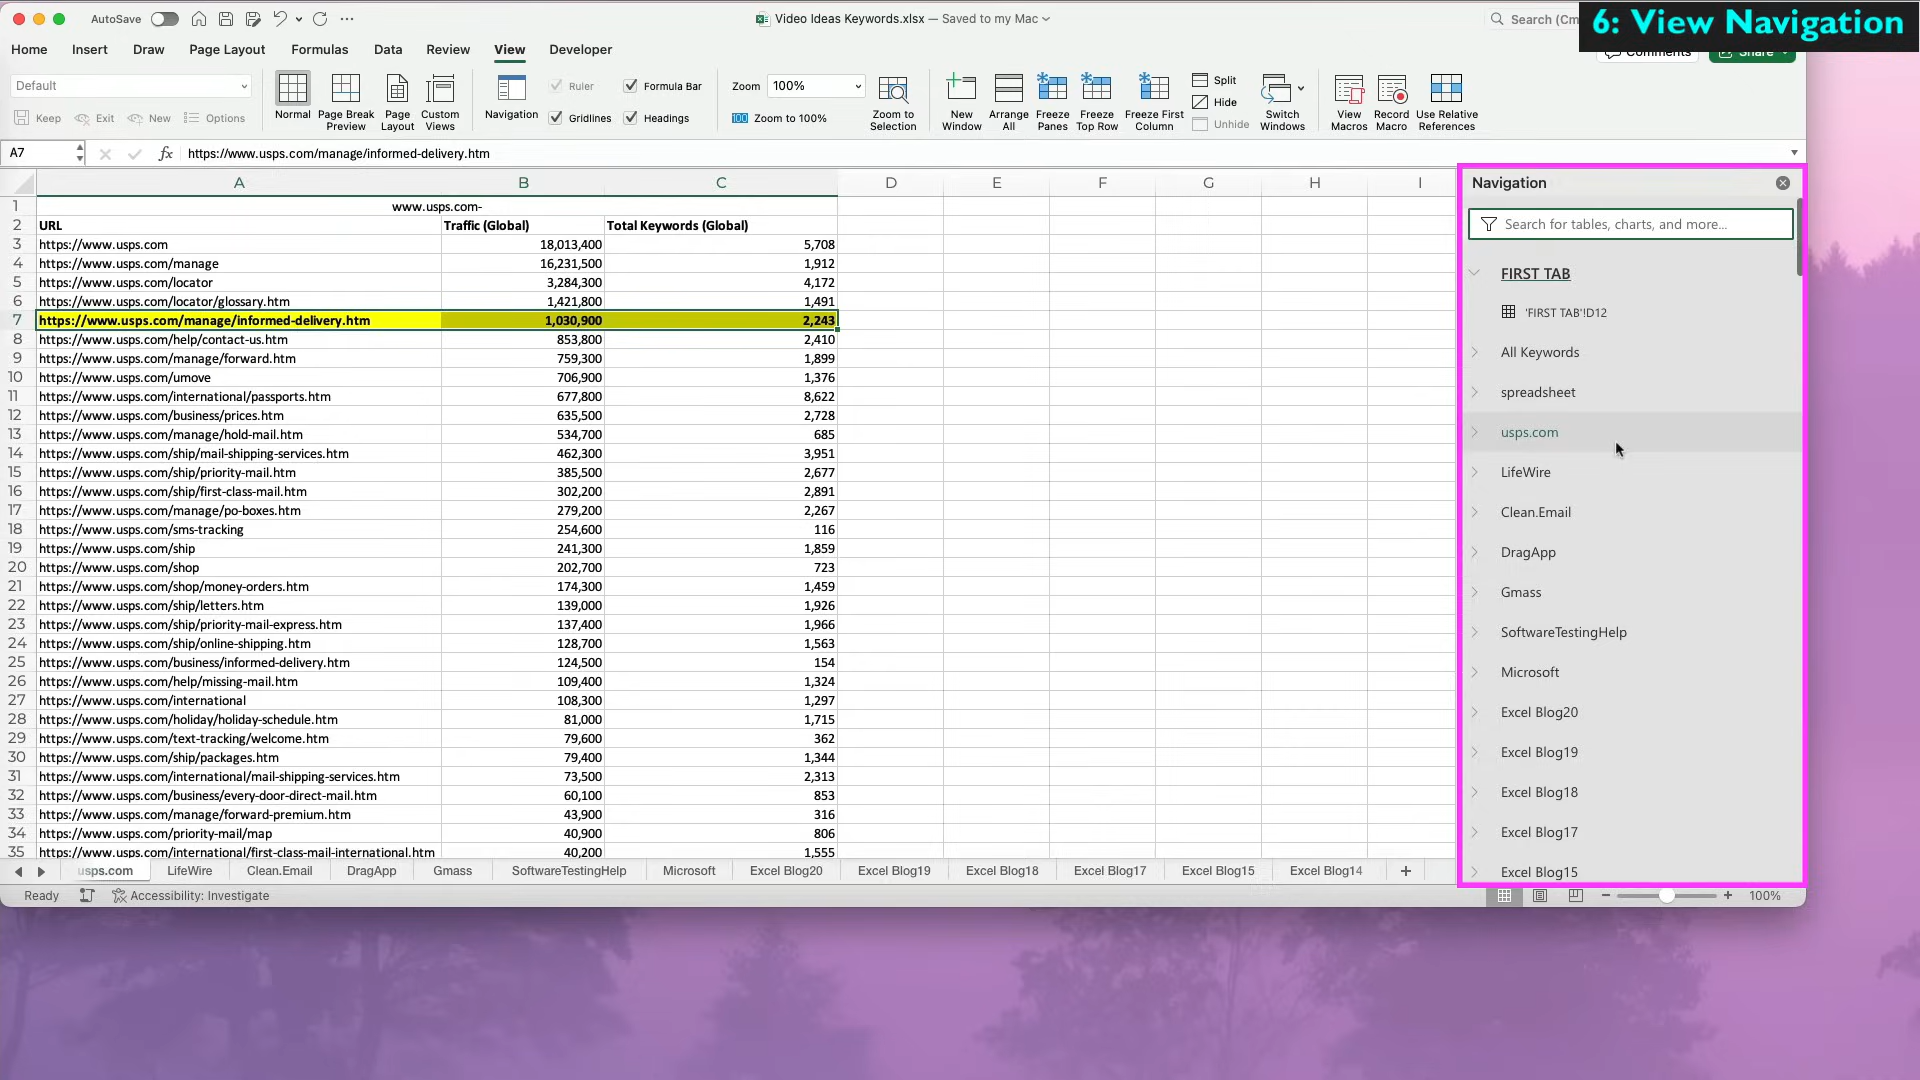 AutoSave
Video Ideas Keywords.xlsx — Saved to my Mac
Search (Cm
6: View Navigation
Home Insert Draw Page Layout Formulas Data Review View Developer
Comments Share
Default
Keep Exit New Options
Normal Page Break Preview Page Layout Custom Views
Navigation
Ruler Formula Bar
Gridlines Headings
Zoom 100%
Zoom to 100%
Zoom to Selection
New Window Arrange All Freeze Panes Freeze Top Row Freeze First Column
Split
Hide
Unhide
Switch Windows
View Macros Record Macro Use Relative References
A7 fx https://www.usps.com/manage/informed-delivery.htm
A B C D E F G H I
1 www.usps.com-
2 URL Traffic (Global) Total Keywords (Global)
3 https://www.usps.com 18,013,400 5,708
4 https://www.usps.com/manage 16,231,500 1,912
5 https://www.usps.com/locator 3,284,300 4,172
6 https://www.usps.com/locator/glossary.htm 1,421,800 1,491
7 https://www.usps.com/manage/informed-delivery.htm 1,030,900 2,243
8 https://www.usps.com/help/contact-us.htm 853,800 2,410
9 https://www.usps.com/manage/forward.htm 759,300 1,899
10 https://www.usps.com/umove 706,900 1,376
11 https://www.usps.com/international/passports.htm 677,800 8,622
12 https://www.usps.com/business/prices.htm 635,500 2,728
13 https://www.usps.com/manage/hold-mail.htm 534,700 685
14 https://www.usps.com/ship/mail-shipping-services.htm 462,300 3,951
15 https://www.usps.com/ship/priority-mail.htm 385,500 2,677
16 https://www.usps.com/ship/first-class-mail.htm 302,200 2,891
17 https://www.usps.com/manage/po-boxes.htm 279,200 2,267
18 https://www.usps.com/sms-tracking 254,600 116
19 https://www.usps.com/ship 241,300 1,859
20 https://www.usps.com/shop 202,700 723
21 https://www.usps.com/shop/money-orders.htm 174,300 1,459
22 https://www.usps.com/ship/letters.htm 139,000 1,926
23 https://www.usps.com/ship/priority-mail-express.htm 137,400 1,966
24 https://www.usps.com/ship/online-shipping.htm 128,700 1,563
25 https://www.usps.com/business/informed-delivery.htm 124,500 154
26 https://www.usps.com/help/missing-mail.htm 109,400 1,324
27 https://www.usps.com/international 108,300 1,297
28 https://www.usps.com/holiday/holiday-schedule.htm 81,000 1,715
29 https://www.usps.com/text-tracking/welcome.htm 79,600 362
30 https://www.usps.com/ship/packages.htm 79,400 1,344
31 https://www.usps.com/international/mail-shipping-services.htm 73,500 2,313
32 https://www.usps.com/business/every-door-direct-mail.htm 60,100 853
33 https://www.usps.com/manage/forward-premium.htm 43,900 316
34 https://www.usps.com/priority-mail/map 40,900 806
35 https://www.usps.com/international/first-class-mail-international.htm 40,200 1,555
Navigation
Search for tables, charts, and more...
FIRST TAB
'FIRST TAB'!D12
All Keywords
spreadsheet
usps.com
LifeWire
Clean.Email
DragApp
Gmass
SoftwareTestingHelp
Microsoft
Excel Blog20
Excel Blog19
Excel Blog18
Excel Blog17
Excel Blog15
usps.com LifeWire Clean.Email DragApp Gmass SoftwareTestingHelp Microsoft Excel Blog20 Excel Blog19 Excel Blog18 Excel Blog17 Excel Blog15 Excel Blog14
Ready Accessibility: Investigate 100%